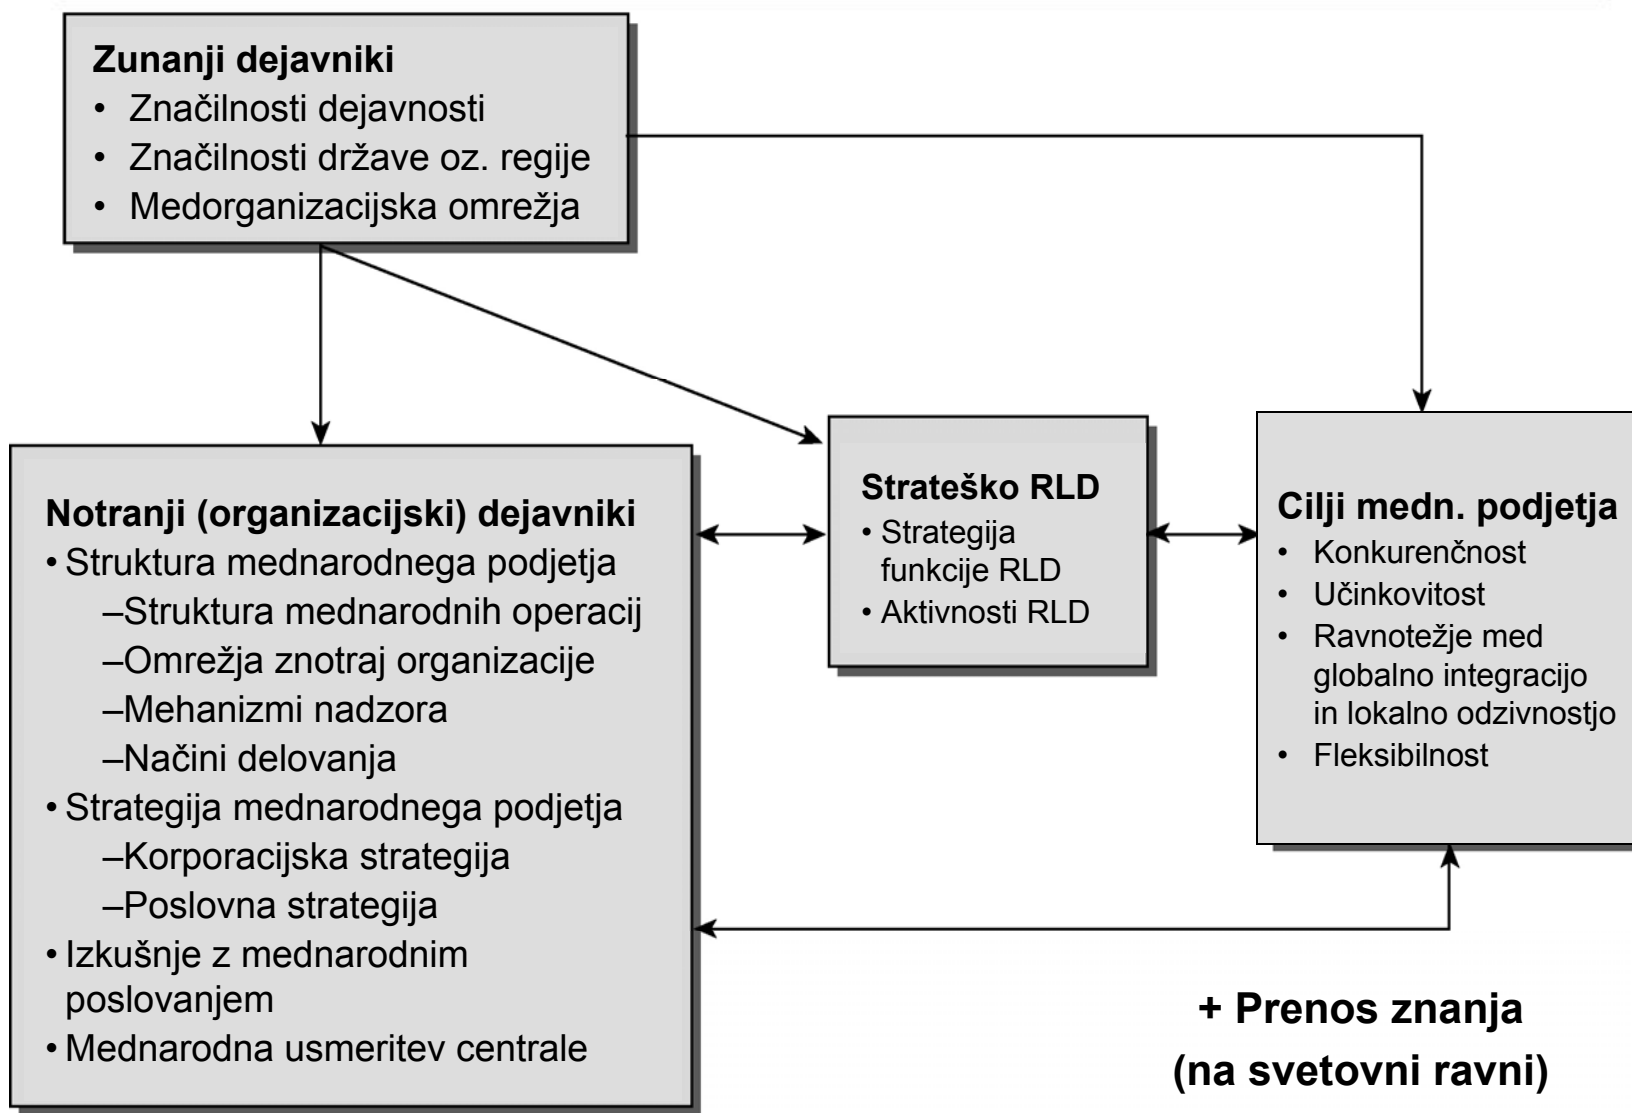 Zunanji dejavniki
• Značilnosti dejavnosti
• Značilnosti države oz. regije
• Medorganizacijska omrežja
Notranji (organizacijski) dejavniki
• Struktura mednarodnega podjetja
–Struktura mednarodnih operacij
–Omrežja znotraj organizacije
–Mehanizmi nadzora
–Načini delovanja
• Strategija mednarodnega podjetja
–Korporacijska strategija
–Poslovna strategija
• Izkušnje z mednarodnim
poslovanjem
• Mednarodna usmeritev centrale
Strateško RLD
• Strategija
funkcije RLD
• Aktivnosti RLD
Cilji medn. podjetja
• Konkurenčnost
• Učinkovitost
• Ravnotežje med
globalno integracijo
in lokalno odzivnostjo
• Fleksibilnost
+ Prenos znanja
(na svetovni ravni)